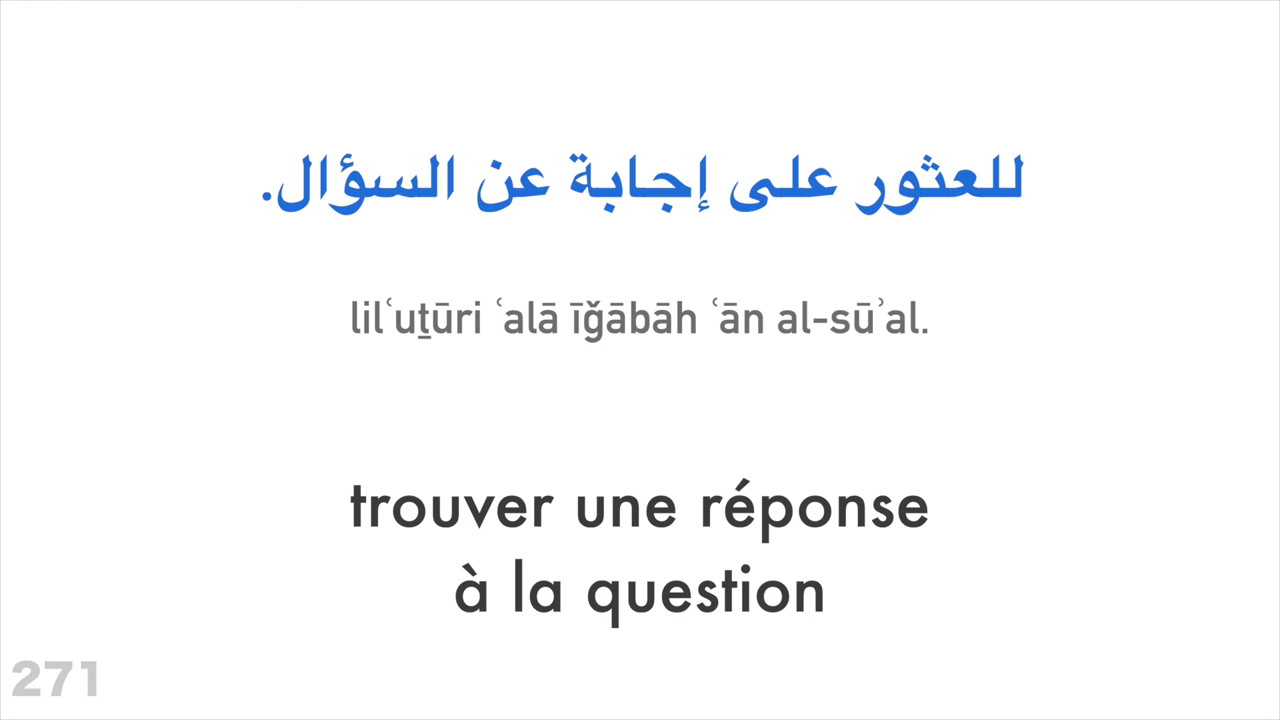 للعثور على إجابة عن السؤال.
lilʿuṯūri ʿalā īǧābāh ʿān al-sūʾal.
trouver une réponse
à la question
271